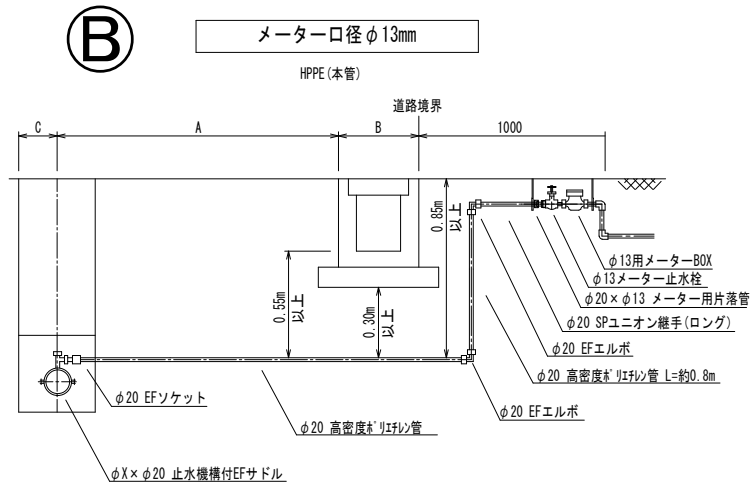 B
メーター口径φ13mm
HPPE(本管)
道路境界
C
A
B
1000
0.85m
以上
0.55m
以上
0.30m
以上
φ13用メーターBOX
φ13メーター止水栓
φ20×φ13 メーター用片落管
φ20 SPユニオン継手(ロング)
φ20 EFエルボ
φ20 高密度ポリエチレン管 L=約0.8m
φ20 EFエルボ
φ20 EFソケット
φ20 高密度ポリエチレン管
φX×φ20 止水機構付EFサドル